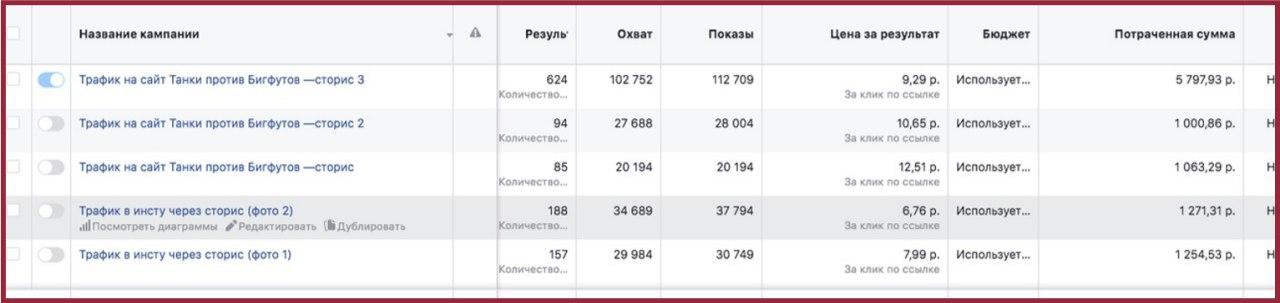 Название кампании Резуль Охват Показы Цена за результат Бюджет Потраченная сумма
Трафик на сайт Танки против Бигфутов —сторис 3 624 102 752 112 709 9,29 р. Использует... 5 797,93 р. Н
Количество... За клик по ссылке
Трафик на сайт Танки против Бигфутов —сторис 2 94 27 688 28 004 10,65 р. Использует... 1 000,86 р. Н
Количество... За клик по ссылке
Трафик на сайт Танки против Бигфутов —сторис 85 20 194 20 194 12,51 р. Использует... 1 063,29 р. Н
Количество... За клик по ссылке
Трафик в инсту через сторис (фото 2) 188 34 689 37 794 6,76 р. Использует... 1 271,31 р. Н
Посмотреть диаграммы Редактировать Дублировать Количество... За клик по ссылке
Трафик в инсту через сторис (фото 1) 157 29 984 30 749 7,99 р. Использует... 1 254,53 р. Н
Количество... За клик по ссылке